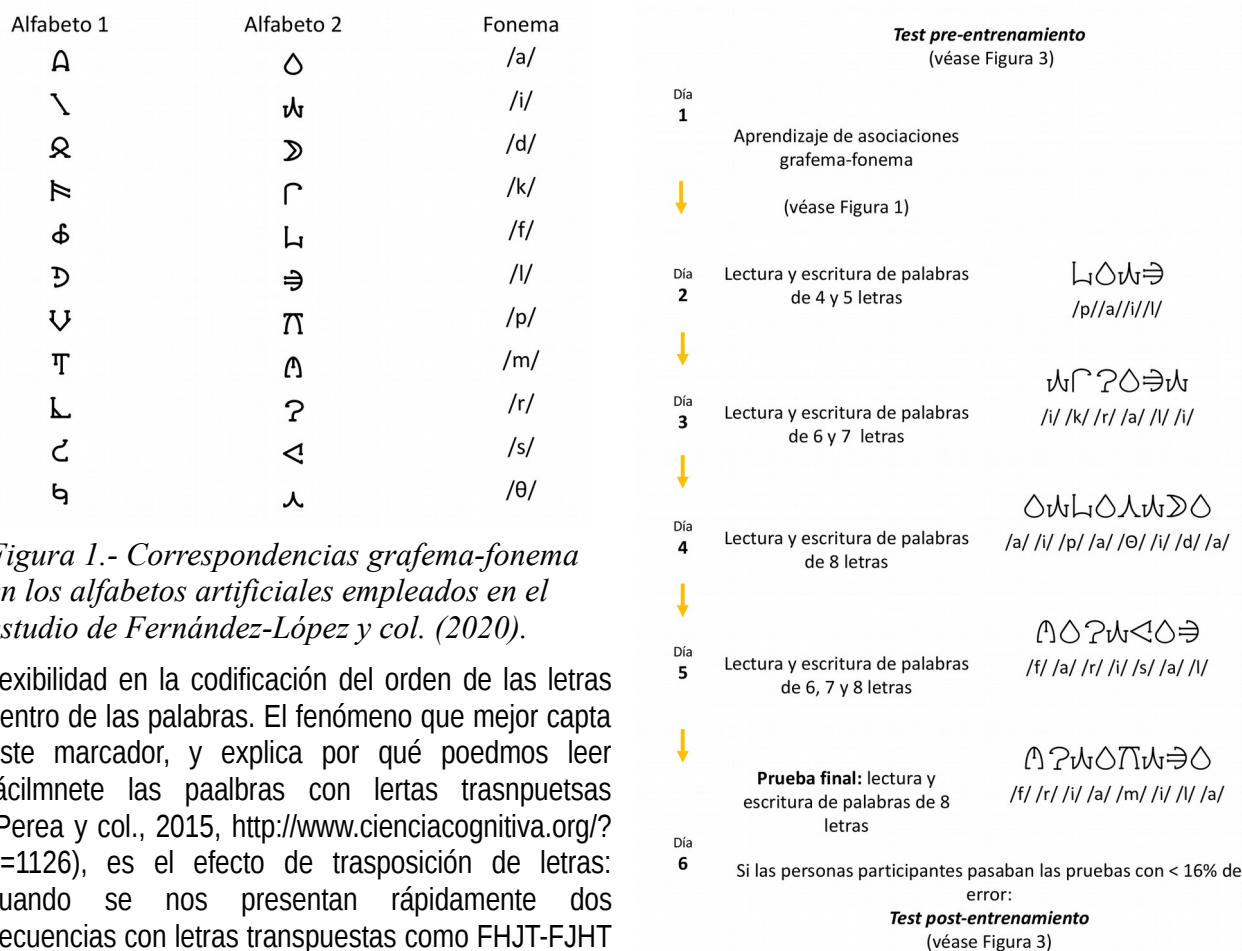 Alfabeto 1 Alfabeto 2 Fonema
/a/
/i/
/d/
/k/
/f/
/l/
/p/
/m/
/r/
/s/
/θ/
Figura 1.- Correspondencias grafema-fonema
en los alfabetos artificiales empleados en el
estudio de Fernández-López y col. (2020).
exibilidad en la codificación del orden de las letras
entro de las palabras. El fenómeno que mejor capta
ste marcador, y explica por qué poedmos leer
ácilmnete las paalbras con lertas trasnpuetsas
Perea y col., 2015, http://www.cienciacognitiva.org/?
=1126), es el efecto de trasposición de letras:
uando se nos presentan rápidamente dos
ecuencias con letras transpuestas como FHJT-FJHT
Test pre-entrenamiento
(véase Figura 3)
Día
1
Aprendizaje de asociaciones
grafema-fonema
(véase Figura 1)
Día
2
Lectura y escritura de palabras
de 4 y 5 letras
/p//a//i//l/
Día
3
Lectura y escritura de palabras
de 6 y 7 letras
/i/ /k/ /r/ /a/ /l/ /i/
Día
4
Lectura y escritura de palabras
de 8 letras
/a/ /i/ /p/ /a/ /Θ/ /i/ /d/ /a/
Día
5
Lectura y escritura de palabras
de 6, 7 y 8 letras
/f/ /a/ /r/ /i/ /s/ /a/ /l/
Prueba final: lectura y
escritura de palabras de 8
letras
/f/ /r/ /i/ /a/ /m/ /i/ /l/ /a/
Día
6
Si las personas participantes pasaban las pruebas con < 16% de
error:
Test post-entrenamiento
(véase Figura 3)